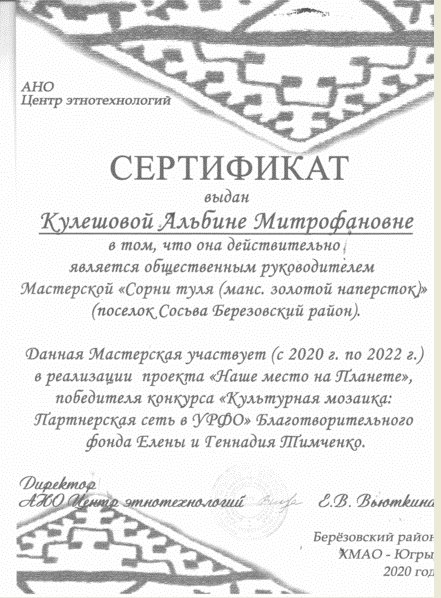 АНО
Центр этнотехнологий
СЕРТИФИКАТ
выдан
Кулешовой Альбине Митрофановне
в том, что она действительно
является общественным руководителем
Мастерской «Сорни туля (манс. золотой наперсток)»
(поселок Сосьва Березовский район).
Данная Мастерская участвует (с 2020 г. по 2022 г.)
в реализации проекта «Наше место на Планете»,
победителя конкурса «Культурная мозаика:
Партнерская сеть в УРФО» Благотворительного
фонда Елены и Геннадия Тимченко.
Директор
АНО Центр этнотехнологий Е.В. Вьюткина
Берёзовский район
ХМАО - Югры
2020 год